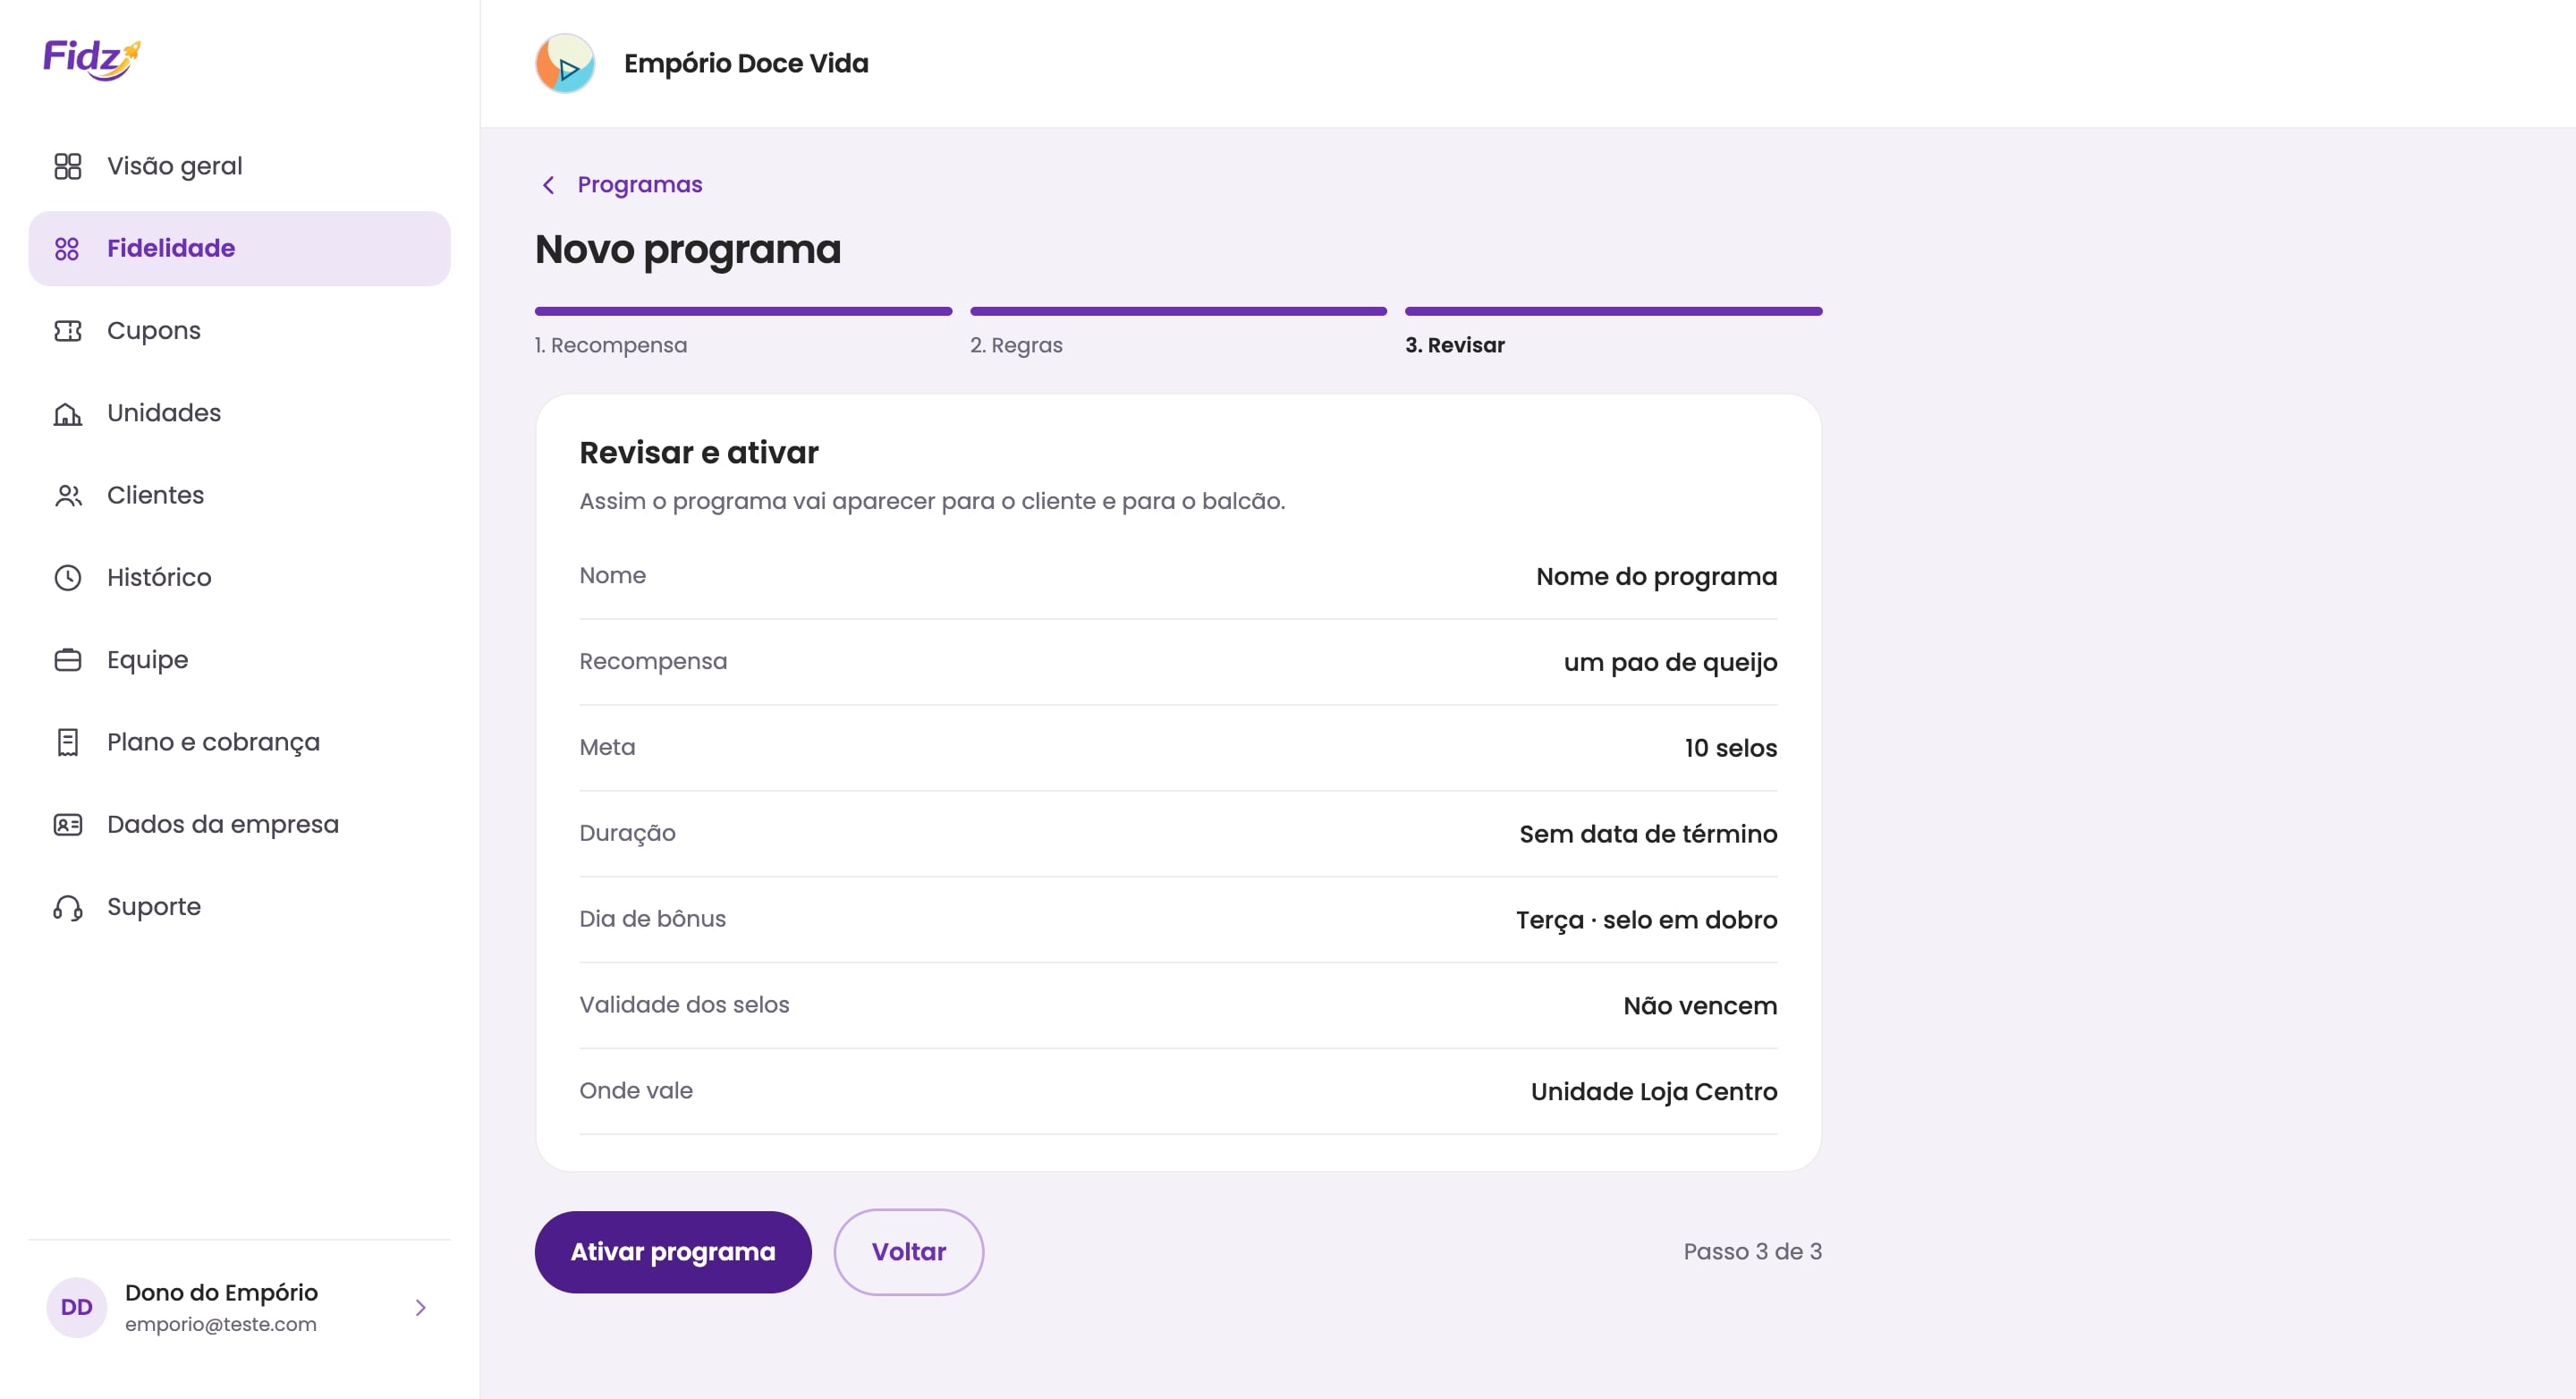 Fidz
Visão geral
Fidelidade
Cupons
Unidades
Clientes
Histórico
Equipe
Plano e cobrança
Dados da empresa
Suporte
DD
Dono do Empório
emporio@teste.com
Empório Doce Vida
Programas
Novo programa
1. Recompensa
2. Regras
3. Revisar
Revisar e ativar
Assim o programa vai aparecer para o cliente e para o balcão.
Nome Nome do programa
Recompensa um pao de queijo
Meta 10 selos
Duração Sem data de término
Dia de bônus Terça · selo em dobro
Validade dos selos Não vencem
Onde vale Unidade Loja Centro
Ativar programa
Voltar
Passo 3 de 3